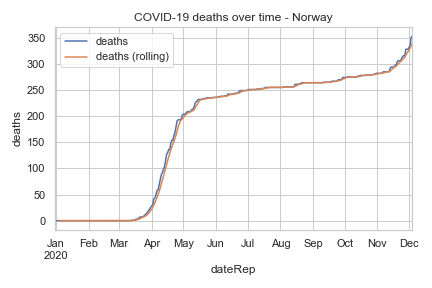 COVID-19 deaths over time - Norway
deaths
deaths (rolling)
350
300
250
200
150
100
50
0
deaths
Jan Feb Mar Apr May Jun Jul Aug Sep Oct Nov Dec
2020
dateRep